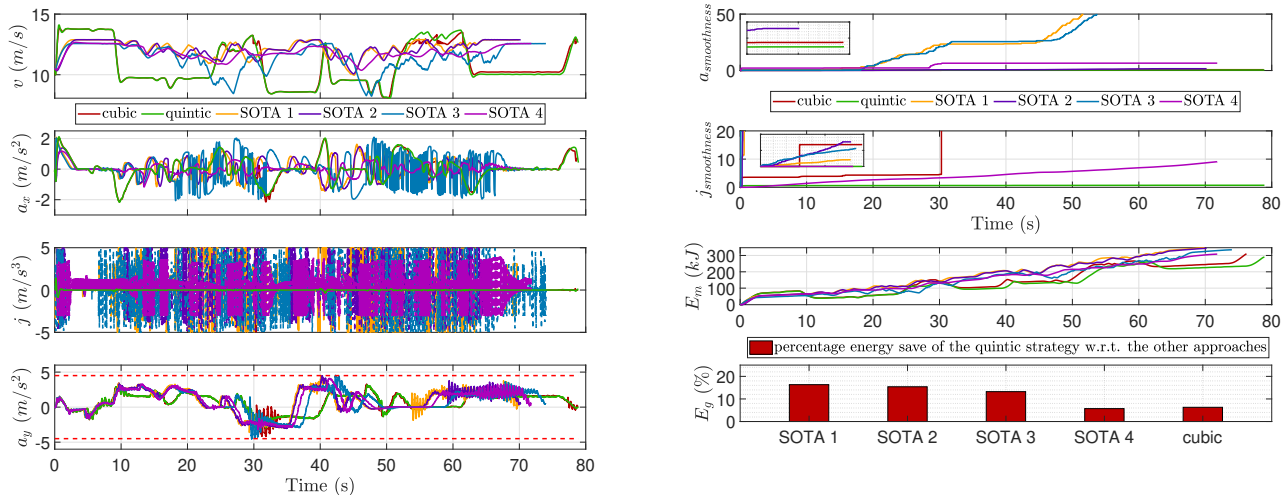 15
10
v (m/s)
cubic quintic SOTA 1 SOTA 2 SOTA 3 SOTA 4
2
0
-2
a_x (m/s²)
5
0
-5
j (m/s³)
5
0
-5
a_y (m/s²)
0 10 20 30 40 50 60 70 80
Time (s)
50
0
a_smoothness
cubic quintic SOTA 1 SOTA 2 SOTA 3 SOTA 4
20
15
10
5
0
j_smoothness
0 10 20 30 40 50 60 70 80
Time (s)
300
200
100
0
E_m (kJ)
0 10 20 30 40 50 60 70 80
percentage energy save of the quintic strategy w.r.t. the other approaches
20
10
0
E_g (%)
SOTA 1 SOTA 2 SOTA 3 SOTA 4 cubic